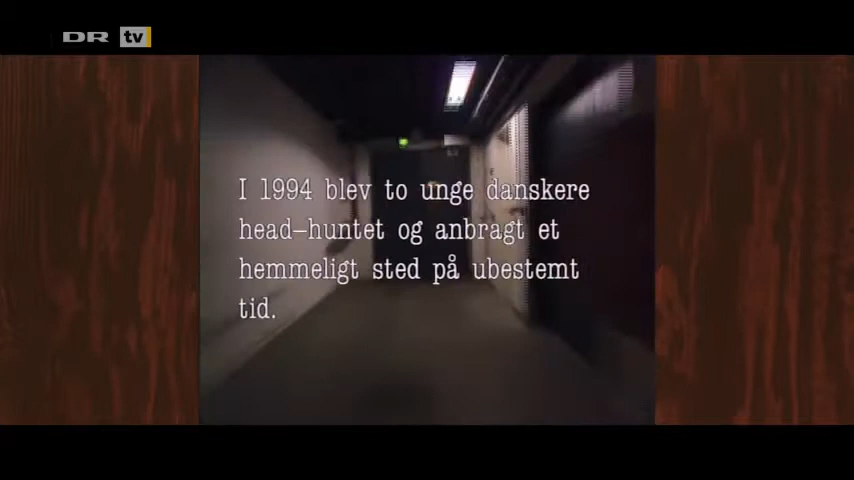 DR tv
I 1994 blev to unge danskere
head-huntet og anbragt et
hemmeligt sted på ubestemt
tid.